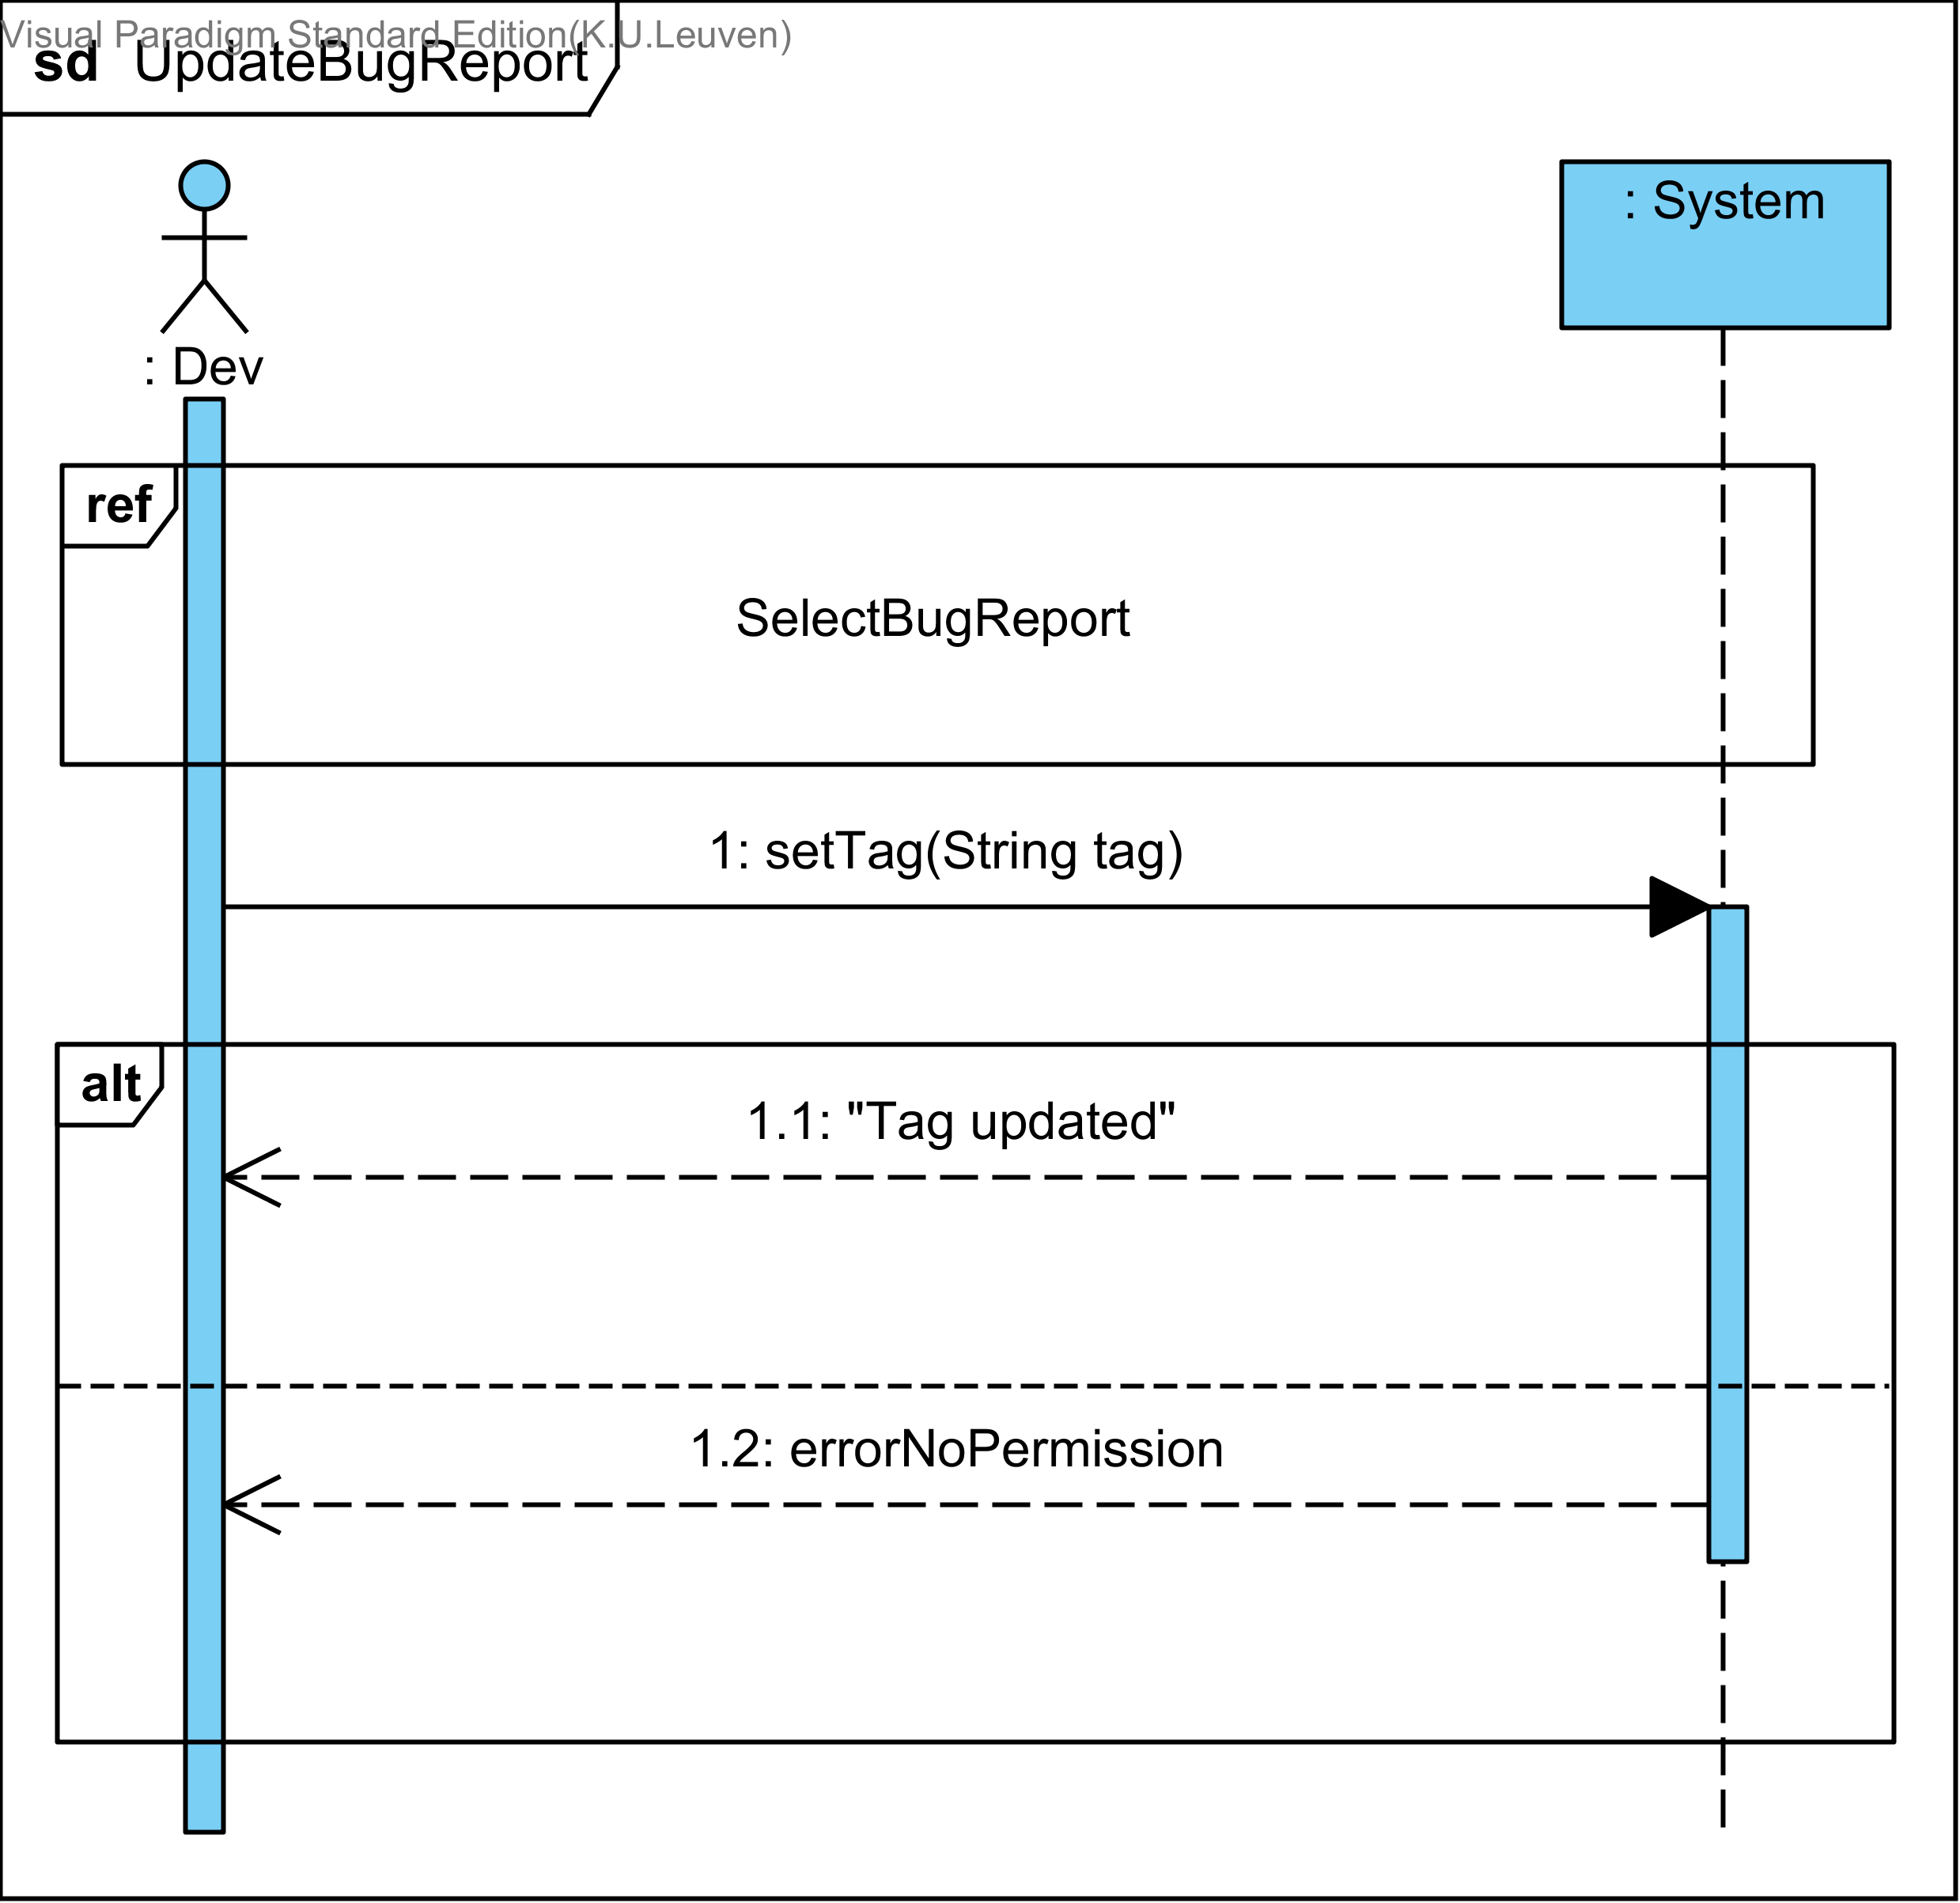 Visual Paradigm Standard Edition(K.U.Leuven)
sd UpdateBugReport
: System
: Dev
ref
SelectBugReport
1: setTag(String tag)
alt
1.1: "Tag updated"
1.2: errorNoPermission